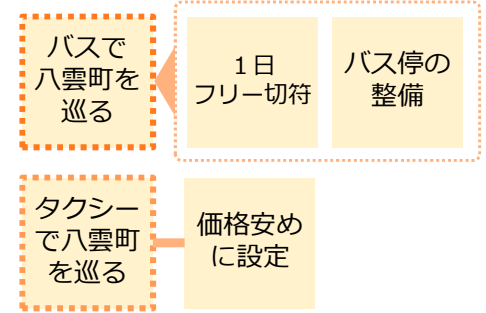 バスで
八雲町を
巡る
１日
フリー切符
バス停の
整備
タクシー
で八雲町
を巡る
価格安め
に設定